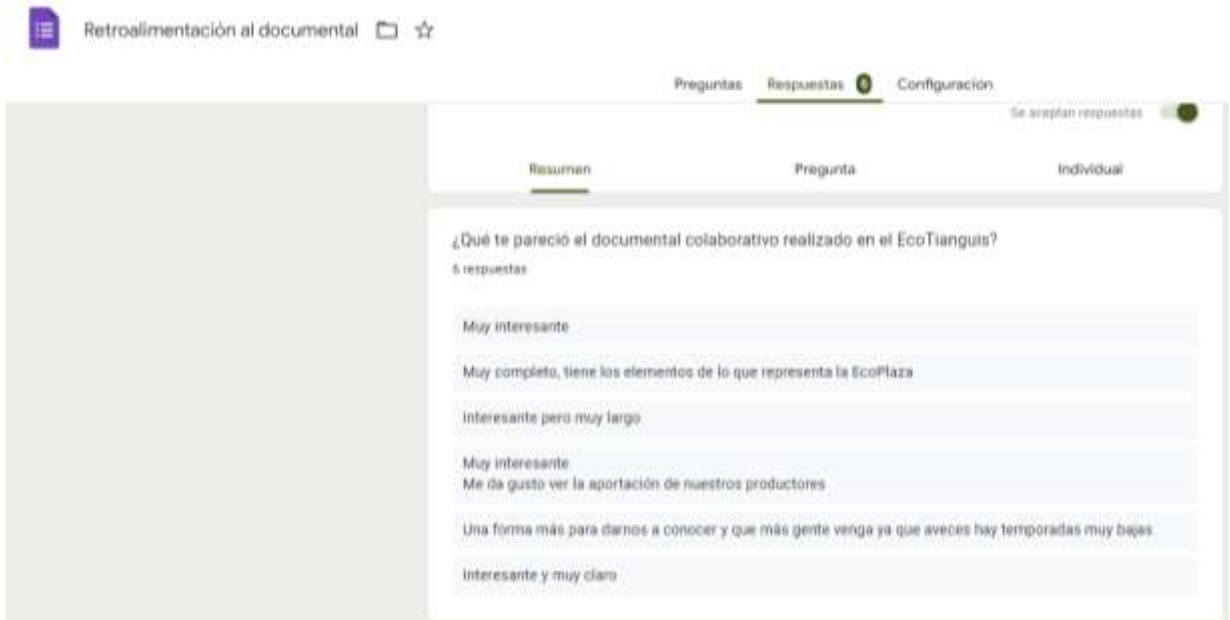 Retroalimentación al documental
Preguntas
Respuestas 6
Configuración
Se aceptan respuestas
Resumen
Pregunta
Individual
¿Qué te pareció el documental colaborativo realizado en el EcoTianguis?
6 respuestas
Muy interesante
Muy completo, tiene los elementos de lo que representa la EcoPlaza
Interesante pero muy largo
Muy interesante
Me da gusto ver la aportación de nuestros productores
Una forma más para darnos a conocer y que más gente venga ya que aveces hay temporadas muy bajas
Interesante y muy claro